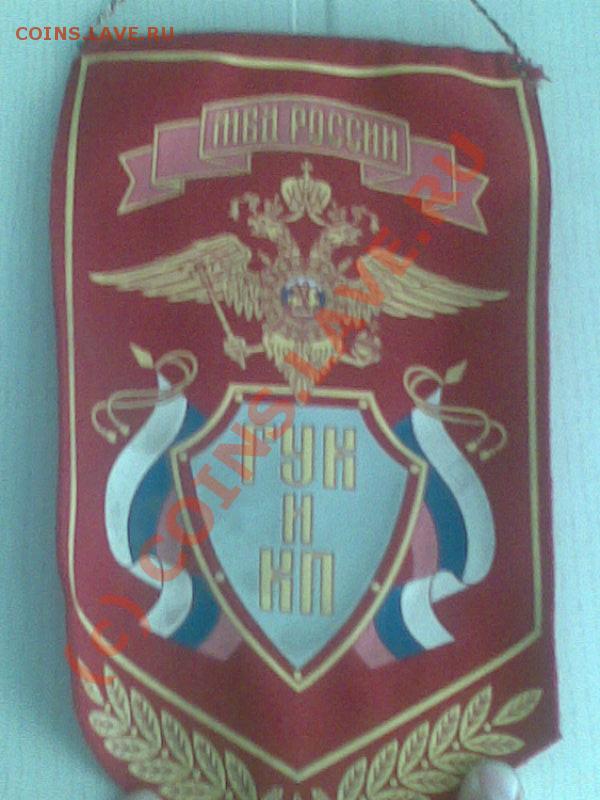 COINS.LAVE.RU
МВД РОССИИ
ГУК
И
КП
(c) COINS.LAVE.RU